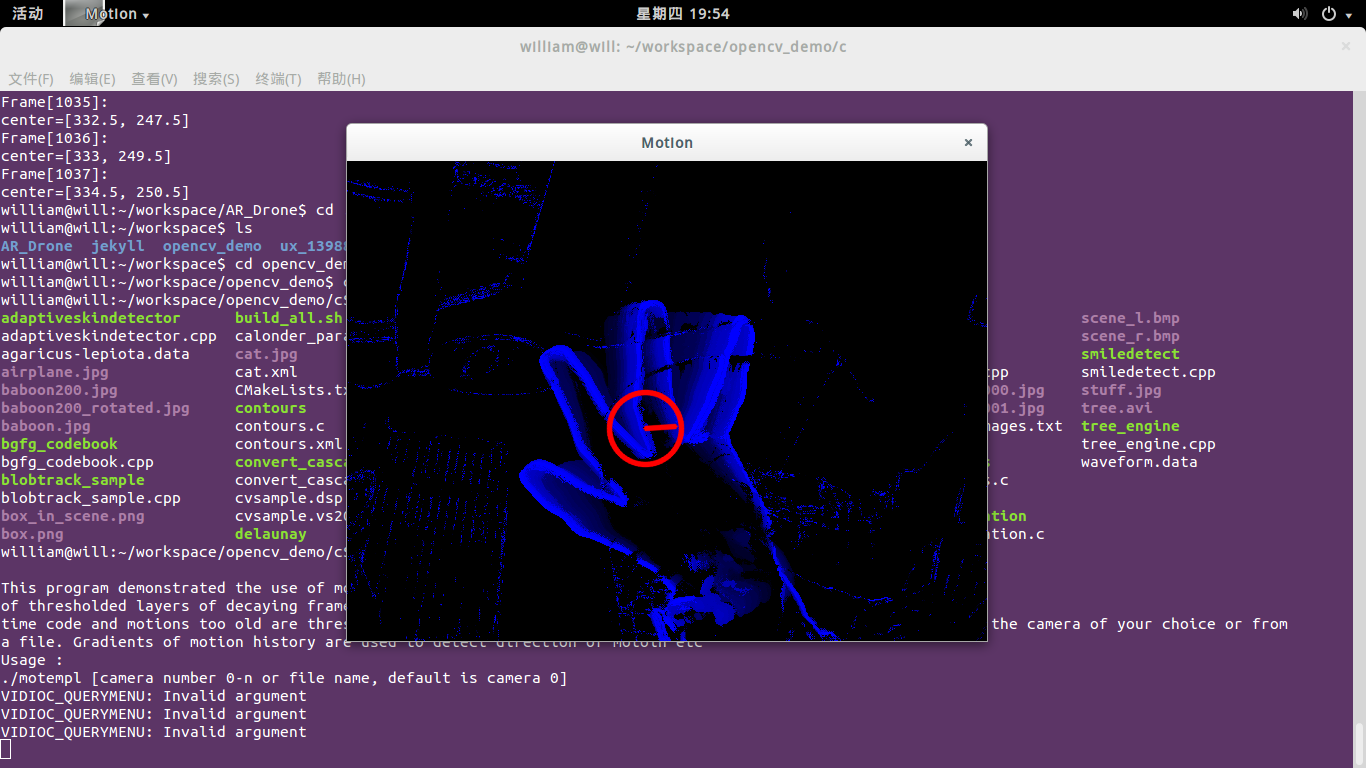 活动 Motion 星期四 19:54
william@will: ~/workspace/opencv_demo/c
文件(F) 编辑(E) 查看(V) 搜索(S) 终端(T) 帮助(H)
Frame[1035]:
center=[332.5, 247.5]
Frame[1036]:
center=[333, 249.5]
Frame[1037]:
center=[334.5, 250.5]
william@will:~/workspace/AR_Drone$ cd
william@will:~/workspace$ ls
AR_Drone jekyll opencv_demo ux_1398
william@will:~/workspace$ cd opencv_dem
william@will:~/workspace/opencv_demo$
william@will:~/workspace/opencv_demo/c$
adaptiveskindetector build_all.sh scene_l.bmp
adaptiveskindetector.cpp calonder_para scene_r.bmp
agaricus-lepiota.data cat.jpg smiledetect
airplane.jpg cat.xml pp smiledetect.cpp
baboon200.jpg CMakeLists.tx 00.jpg stuff.jpg
baboon200_rotated.jpg contours 01.jpg tree.avi
baboon.jpg contours.c ages.txt tree_engine
bgfg_codebook contours.xml tree_engine.cpp
bgfg_codebook.cpp convert_casca waveform.data
blobtrack_sample convert_casca s.c
blobtrack_sample.cpp cvsample.dsp
box_in_scene.png cvsample.vs20 ation
box.png delaunay ation.c
william@will:~/workspace/opencv_demo/c$
Motion
This program demonstrated the use of mo
of thresholded layers of decaying frame
time code and motions too old are thres the camera of your choice or from
a file. Gradients of motion history are used to detect direction of motoin etc
Usage :
./motempl [camera number 0-n or file name, default is camera 0]
VIDIOC_QUERYMENU: Invalid argument
VIDIOC_QUERYMENU: Invalid argument
VIDIOC_QUERYMENU: Invalid argument